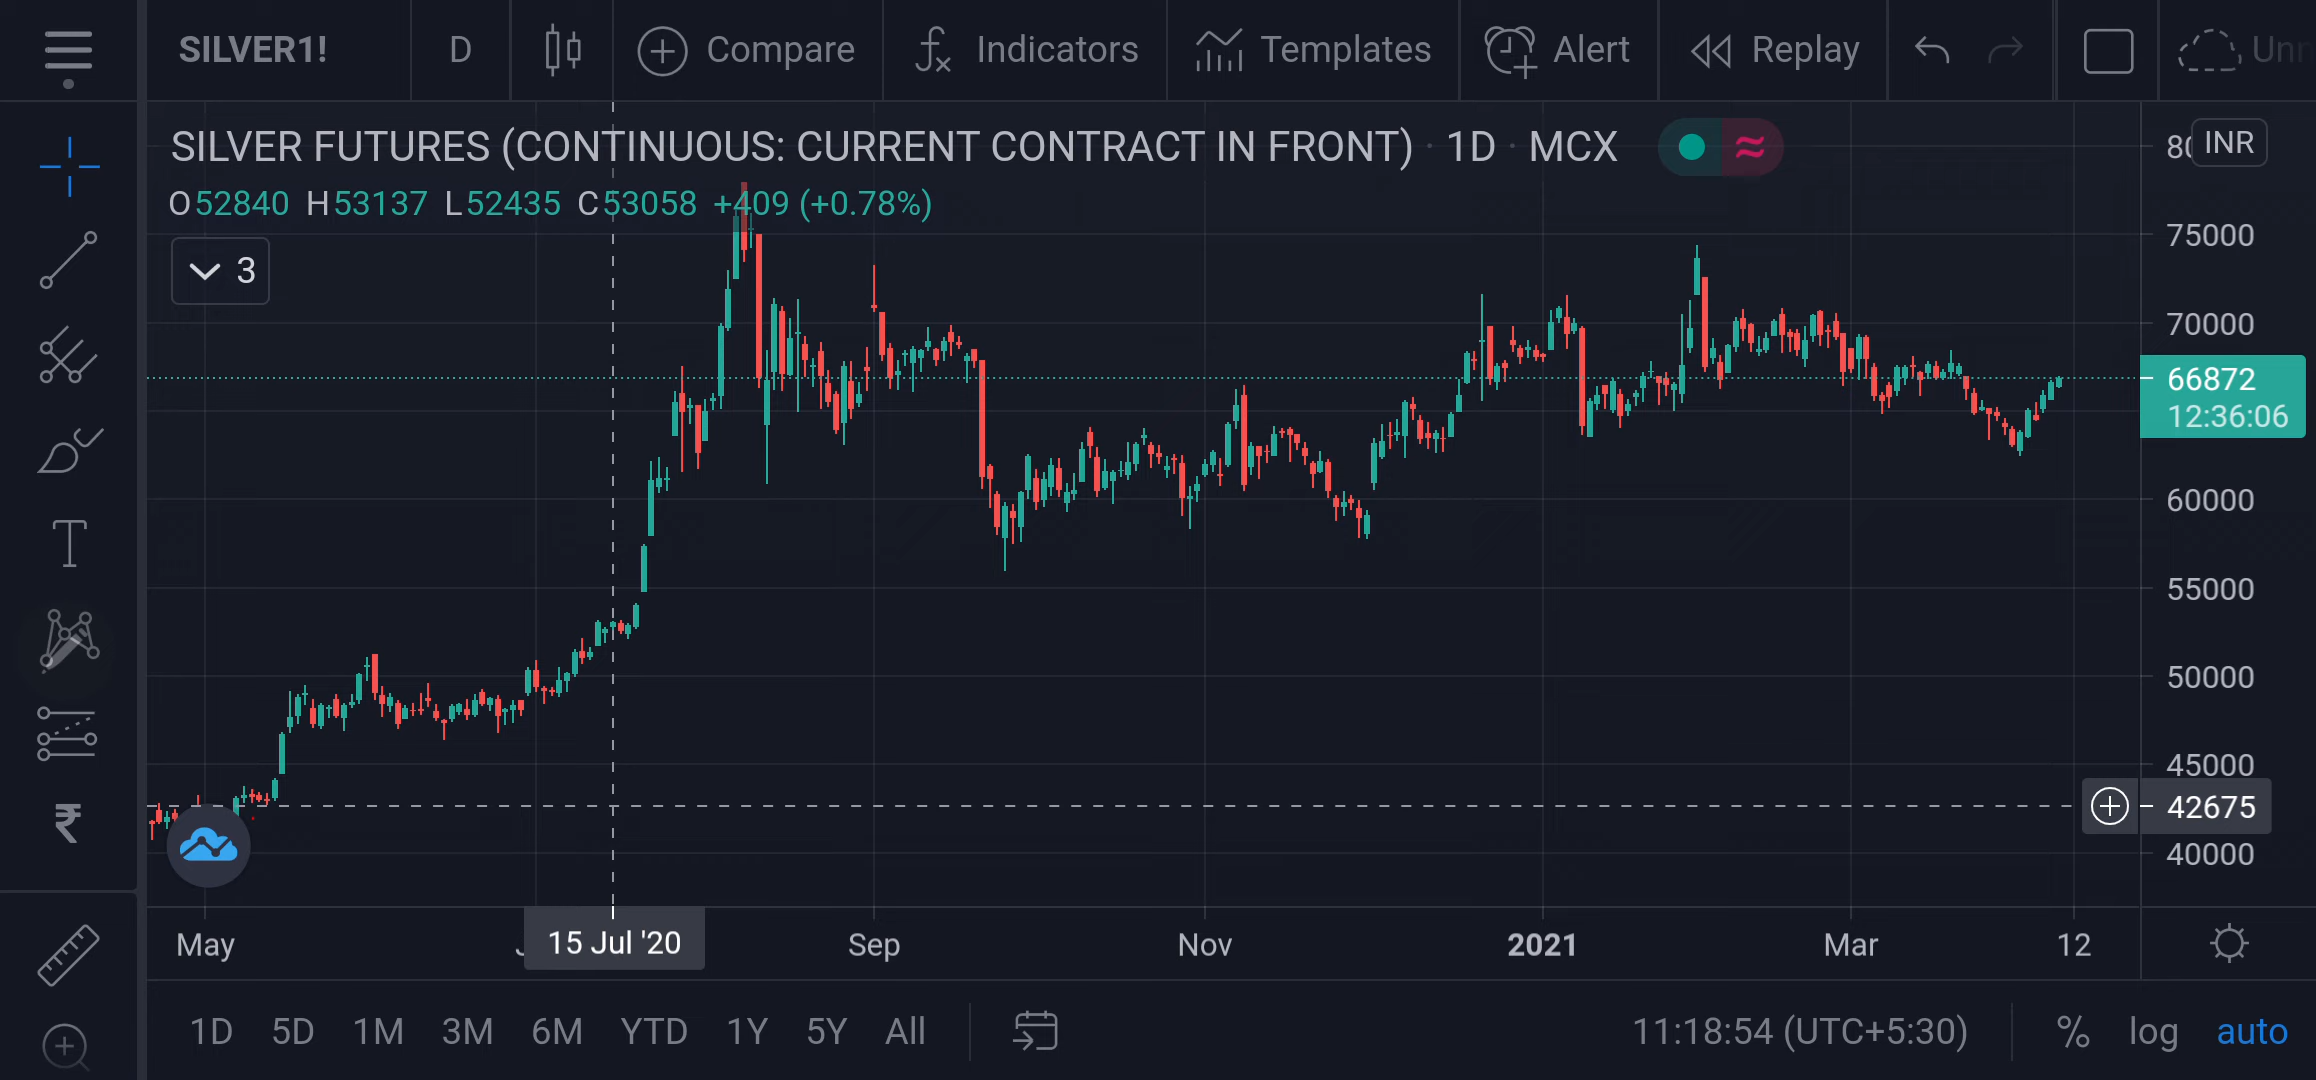 SILVER1! D Compare Indicators Templates Alert Replay
SILVER FUTURES (CONTINUOUS: CURRENT CONTRACT IN FRONT) · 1D · MCX
INR
O52840 H53137 L52435 C53058 +409 (+0.78%)
3
75000
70000
66872
12:36:06
60000
55000
50000
45000
42675
40000
May 15 Jul '20 Sep Nov 2021 Mar 12
1D 5D 1M 3M 6M YTD 1Y 5Y All 11:18:54 (UTC+5:30) % log auto